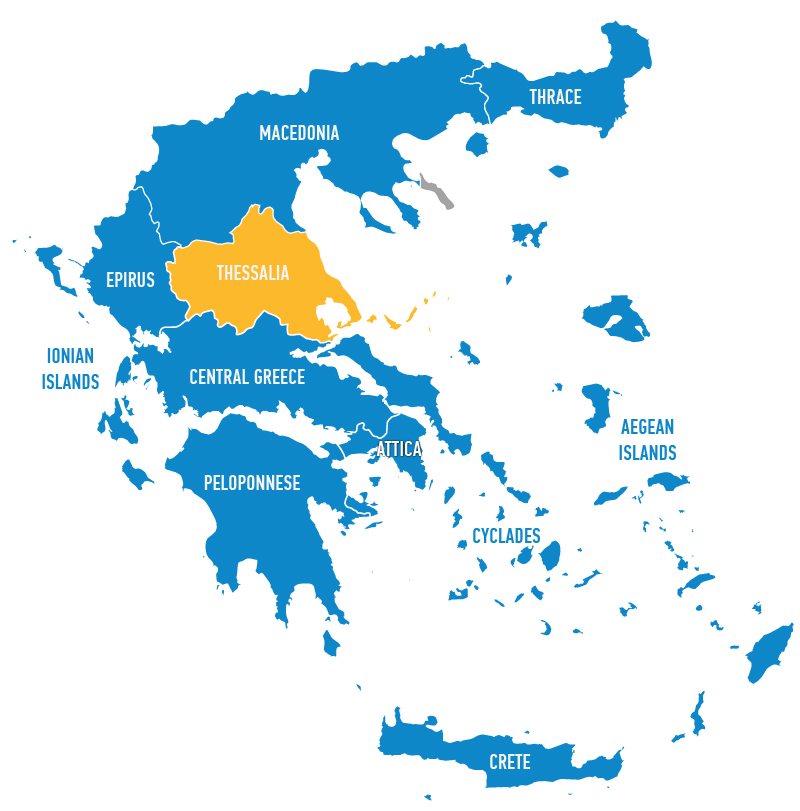 THRACE
MACEDONIA
THESSALIA
EPIRUS
IONIAN
ISLANDS
CENTRAL GREECE
AEGEAN
ISLANDS
ATTICA
PELOPONNESE
CYCLADES
CRETE